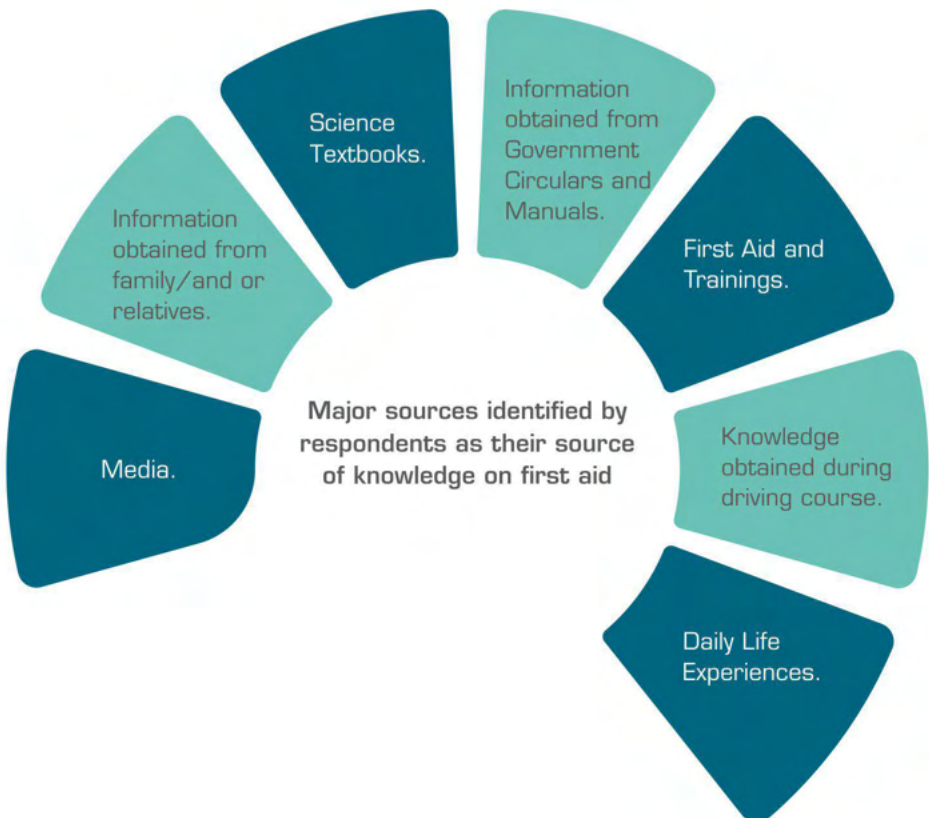 Media.
Information
obtained from
family/and or
relatives.
Science
Textbooks.
Information
obtained from
Government
Circulars and
Manuals.
First Aid and
Trainings.
Knowledge
obtained during
driving course.
Daily Life
Experiences.
Major sources identified by
respondents as their source
of knowledge on first aid